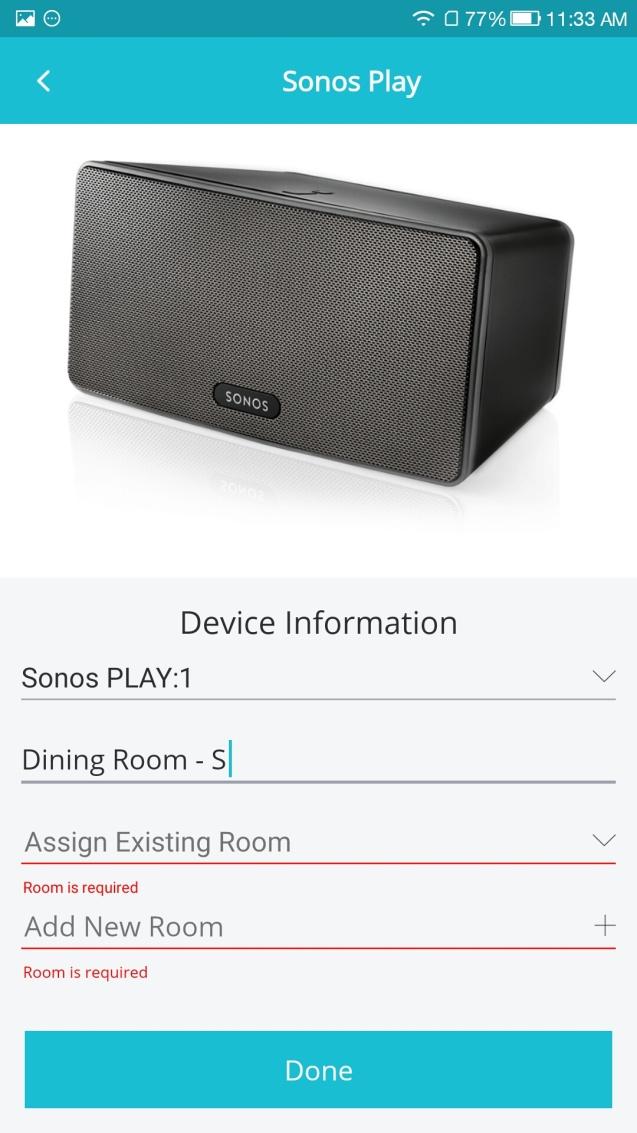 77% 11:33 AM
Sonos Play
SONOS
SONOS
Device Information
Sonos PLAY:1
Dining Room - S
Assign Existing Room
Room is required
Add New Room
Room is required
Done